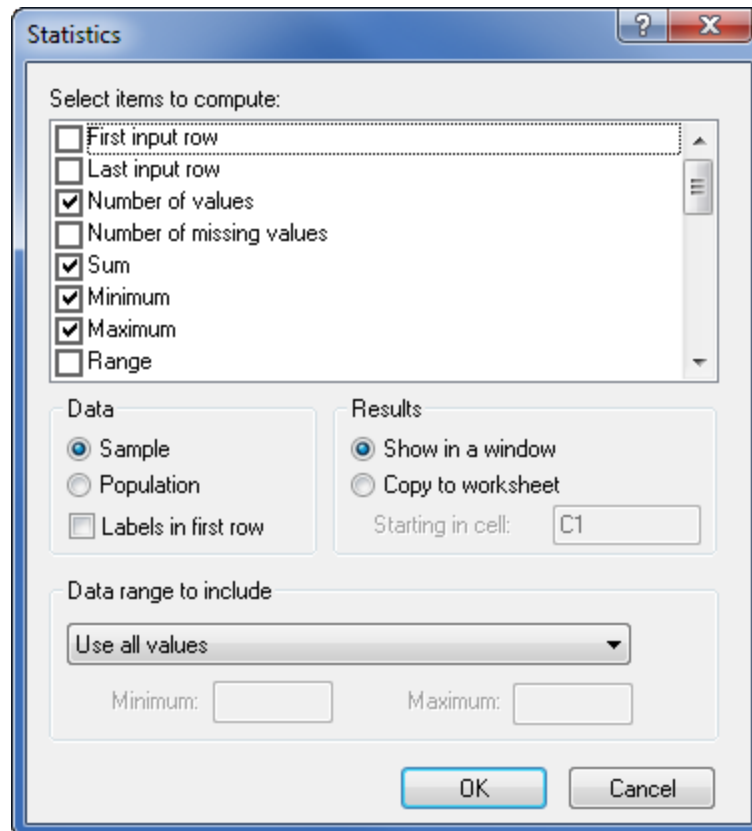 Statistics
Select items to compute:
First input row
Last input row
Number of values
Number of missing values
Sum
Minimum
Maximum
Range
Data
Sample
Population
Labels in first row
Results
Show in a window
Copy to worksheet
Starting in cell: C1
Data range to include
Use all values
Minimum: Maximum:
OK Cancel